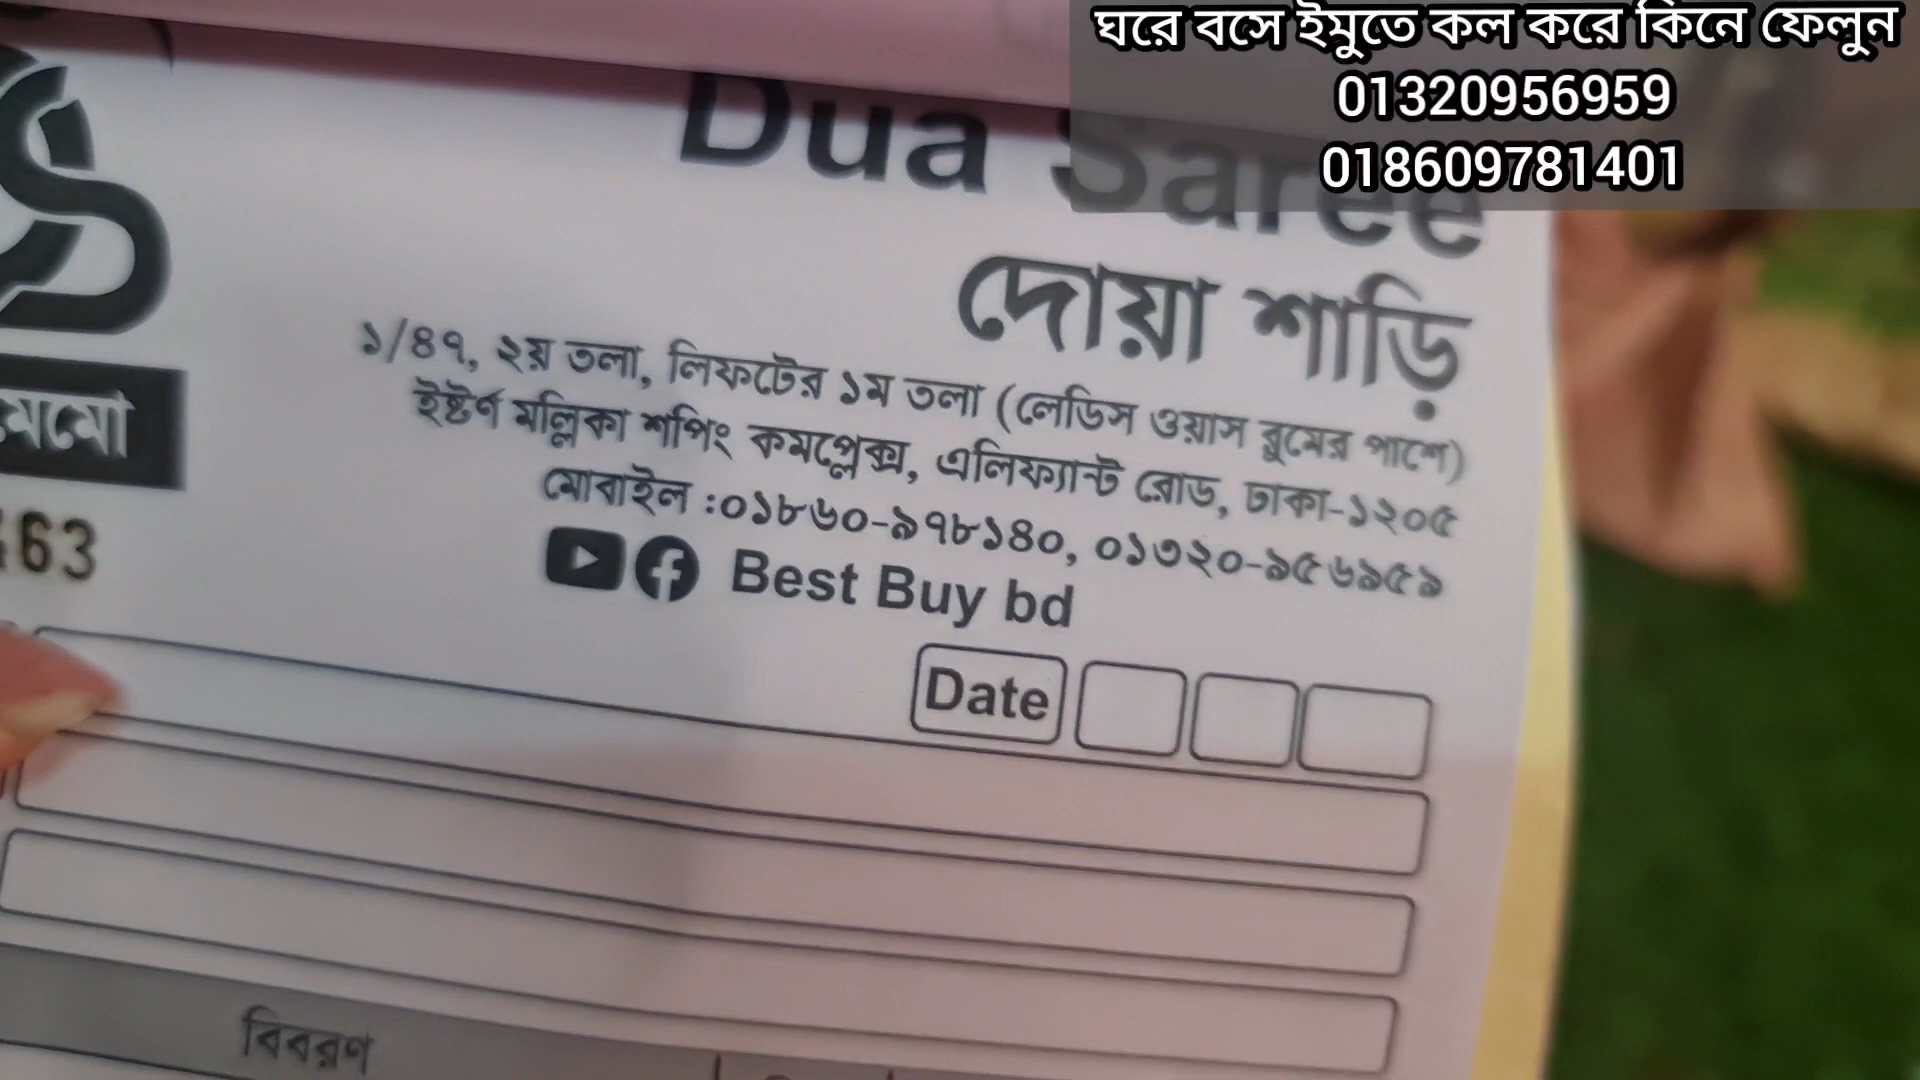 ঘরে বসে ইমুতে কল করে কিনে ফেলুন
01320956959
018609781401
Dua Saree
দোয়া শাড়ি
১/৪৭, ২য় তলা, লিফটের ১ম তলা (লেডিস ওয়াস রুমের পাশে)
ইষ্টর্ণ মল্লিকা শপিং কমপ্লেক্স, এলিফ্যান্ট রোড, ঢাকা-১২০৫
মোবাইল :০১৮৬০-৯৭৮১৪০, ০১৩২০-৯৫৬৯৫৯
Best Buy bd
মেমো
63
Date
বিবরণ